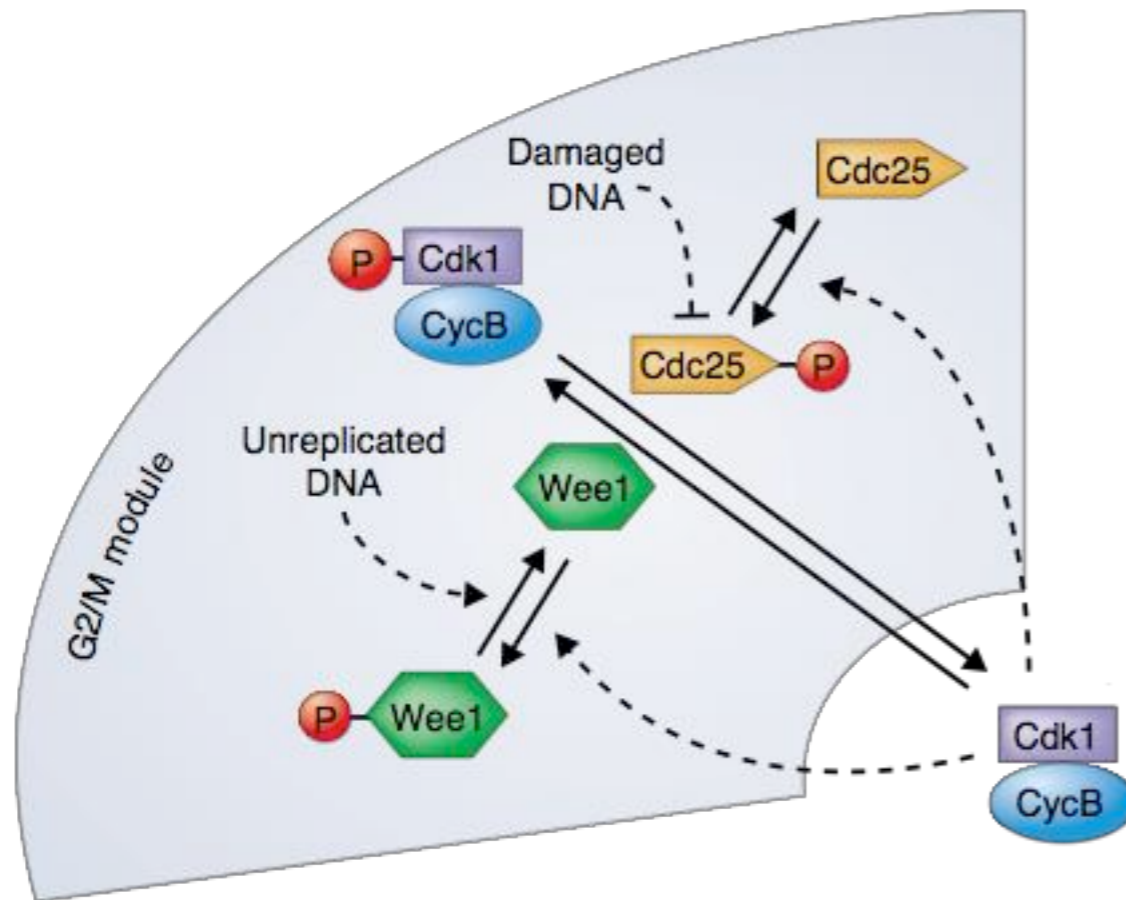 Damaged
DNA
Cdc25
P
Cdk1
CycB
Cdc25
P
Unreplicated
DNA
Wee1
G2/M module
P
Wee1
Cdk1
CycB